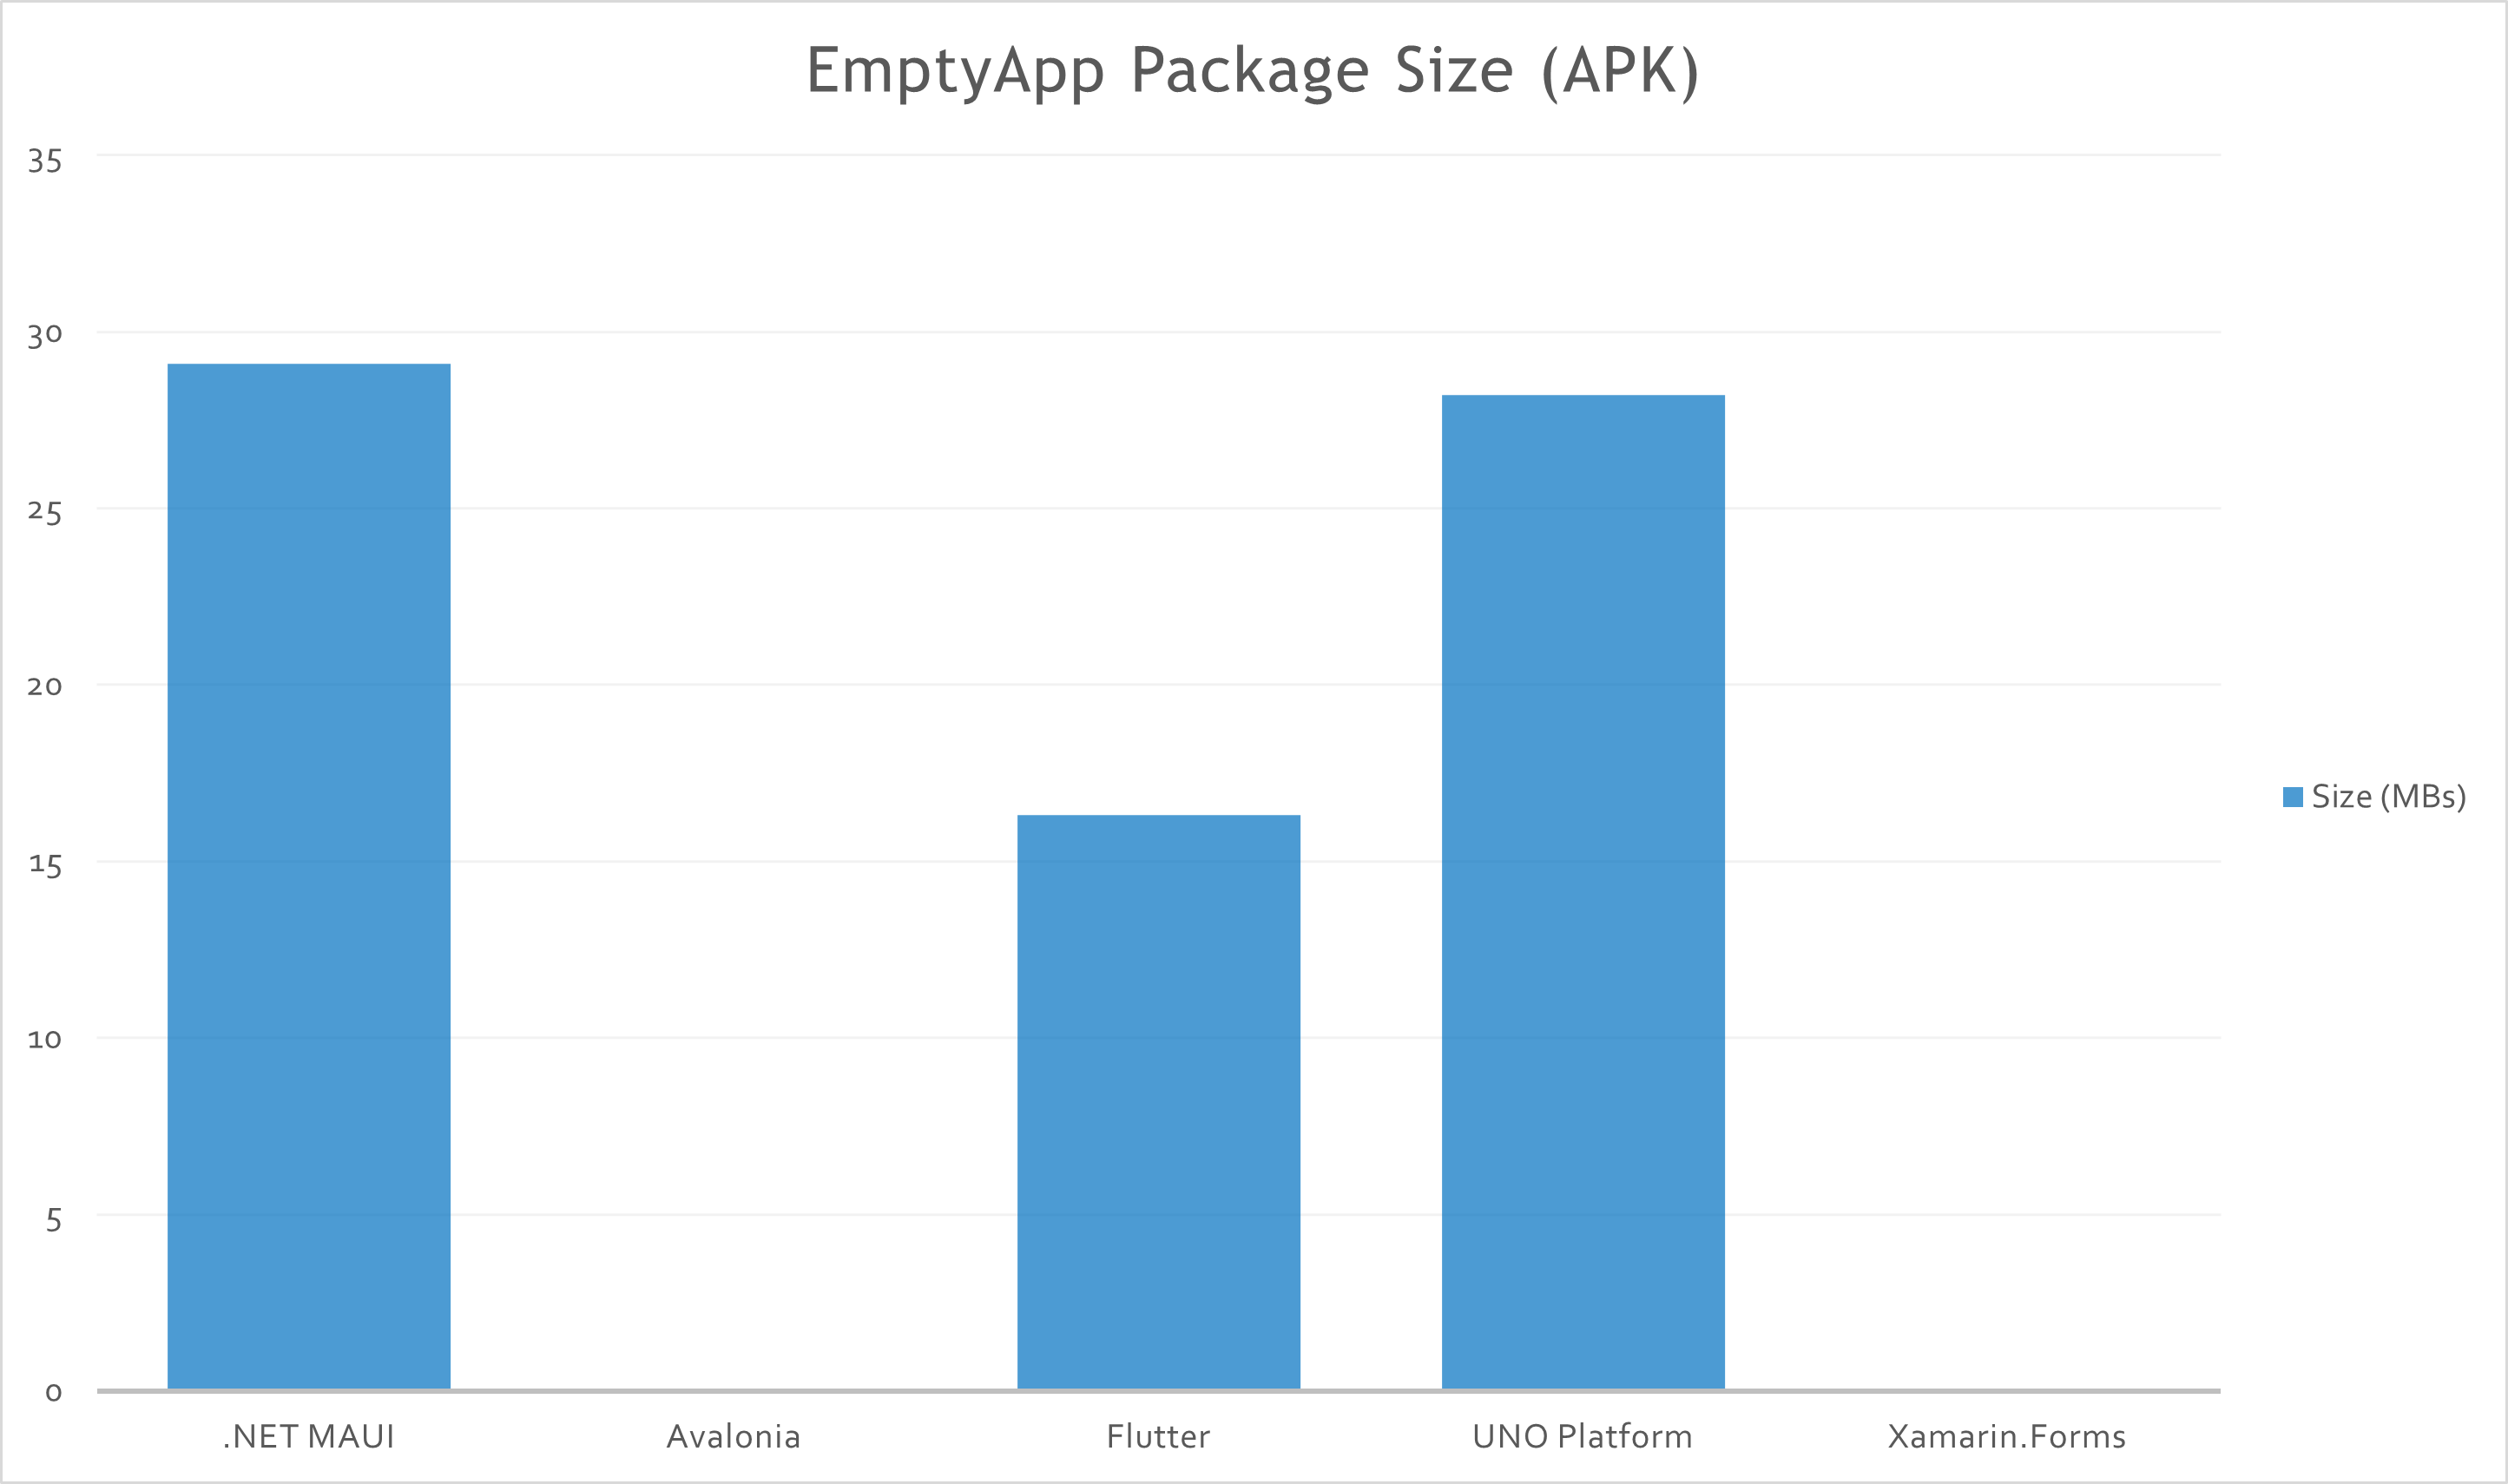 EmptyApp Package Size (APK)
35
30
25
20
15
10
5
0
Size (MBs)
.NET MAUI
Avalonia
Flutter
UNO Platform
Xamarin.Forms